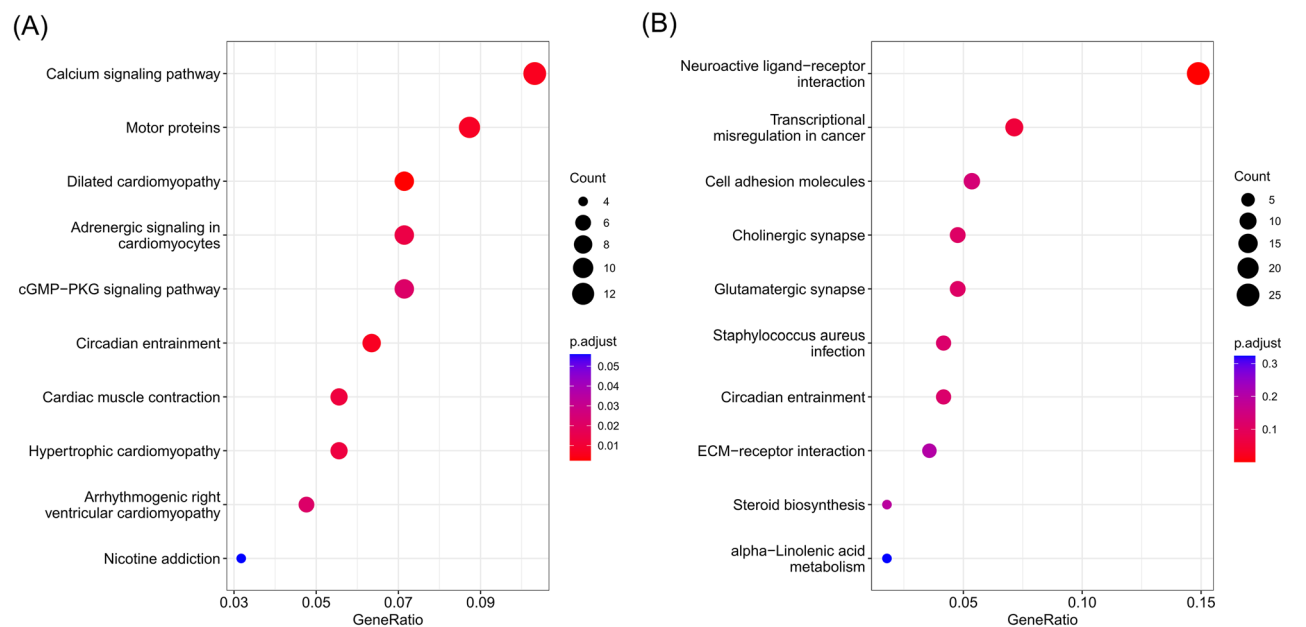 (A)
Calcium signaling pathway
Motor proteins
Dilated cardiomyopathy
Adrenergic signaling in
cardiomyocytes
cGMP−PKG signaling pathway
Circadian entrainment
Cardiac muscle contraction
Hypertrophic cardiomyopathy
Arrhythmogenic right
ventricular cardiomyopathy
Nicotine addiction
0.03 0.05 0.07 0.09
GeneRatio
Count
4
6
8
10
12
p.adjust
0.05
0.04
0.03
0.02
0.01
(B)
Neuroactive ligand−receptor
interaction
Transcriptional
misregulation in cancer
Cell adhesion molecules
Cholinergic synapse
Glutamatergic synapse
Staphylococcus aureus
infection
Circadian entrainment
ECM−receptor interaction
Steroid biosynthesis
alpha−Linolenic acid
metabolism
0.05 0.10 0.15
GeneRatio
Count
5
10
15
20
25
p.adjust
0.3
0.2
0.1